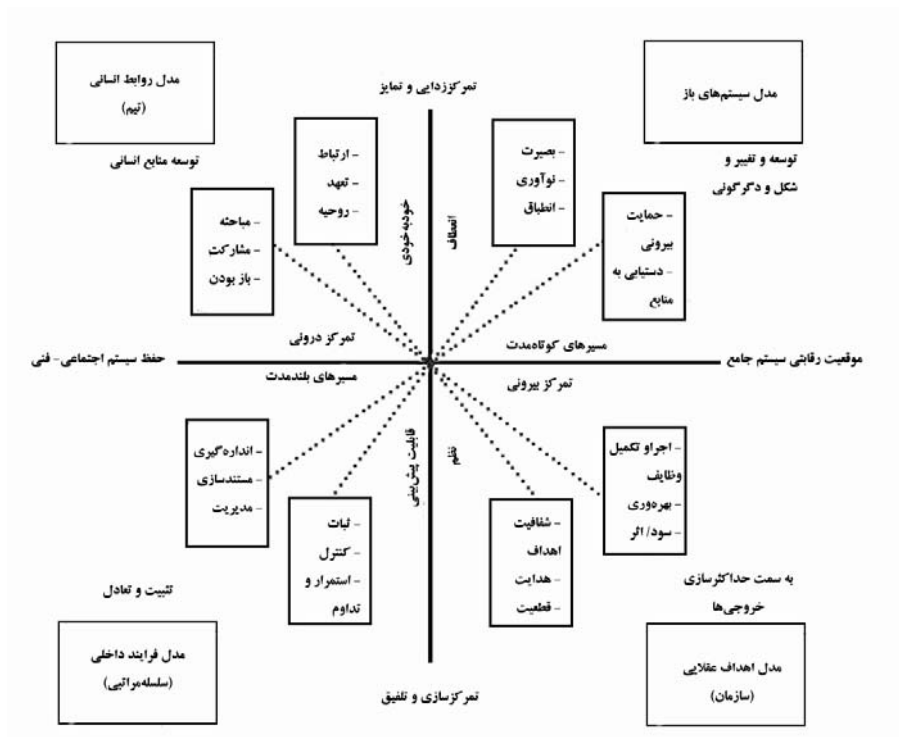 مدل سیستم‌های باز
توسعه و تغییر و
شکل و دگرگونی
تمرکززدایی و تمایز
مدل روابط انسانی
(تیم)
توسعه منابع انسانی
- بصیرت
- نوآوری
- انطباق
- حمایت
بیرونی
- دستیابی به
منابع
- ارتباط
- تعهد
- روحیه
- مباحثه
- مشارکت
- باز بودن
انعطاف
خودبه‌خودی
مسیرهای کوتاه‌مدت
تمرکز درونی
موقعیت رقابتی سیستم جامع
حفظ سیستم اجتماعی- فنی
تمرکز بیرونی
مسیرهای بلندمدت
نظم
قابلیت پیش‌بینی
- اجرا و تکمیل
وظایف
- بهره‌وری
- سود/ اثر
- شفافیت
اهداف
- هدایت
- قطعیت
- اندازه‌گیری
- مستندسازی
- مدیریت
- ثبات
- کنترل
- استمرار و
تداوم
به سمت حداکثرسازی
خروجی‌ها
مدل اهداف عقلایی
(سازمان)
تثبیت و تعادل
مدل فرایند داخلی
(سلسله‌مراتبی)
تمرکزسازی و تلفیق